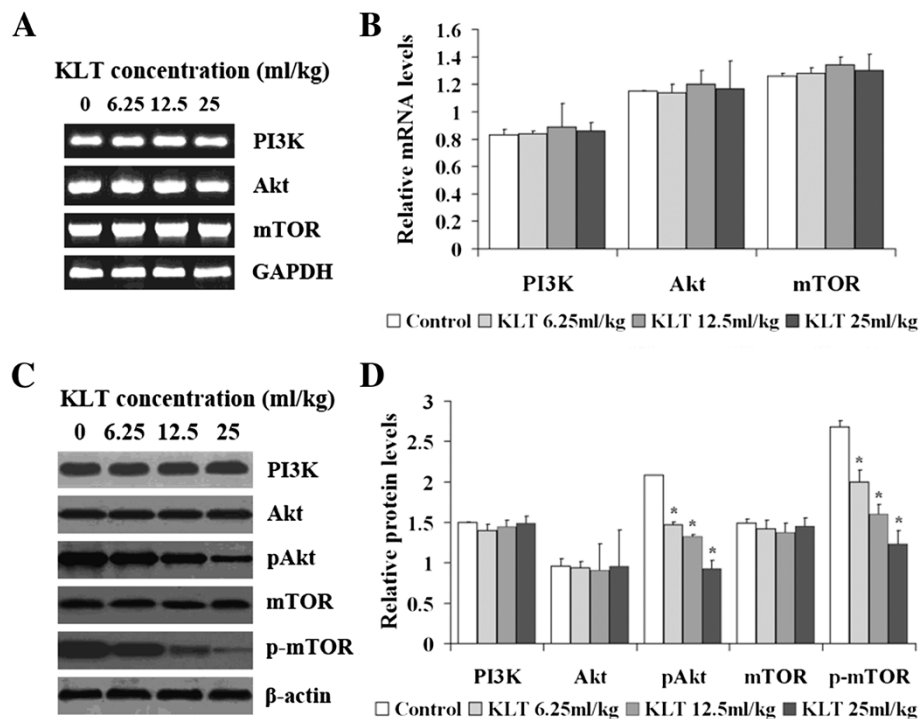 A
KLT concentration (ml/kg)
0 6.25 12.5 25
PI3K
Akt
mTOR
GAPDH
B
Relative mRNA levels
1.6
1.4
1.2
1
0.8
0.6
0.4
0.2
0
PI3K Akt mTOR
Control KLT 6.25ml/kg KLT 12.5ml/kg KLT 25ml/kg
C
KLT concentration (ml/kg)
0 6.25 12.5 25
PI3K
Akt
pAkt
mTOR
p-mTOR
β-actin
D
Relative protein levels
3
2.5
2
1.5
1
0.5
0
* * *
* * *
PI3K Akt pAkt mTOR p-mTOR
Control KLT 6.25ml/kg KLT 12.5ml/kg KLT 25ml/kg